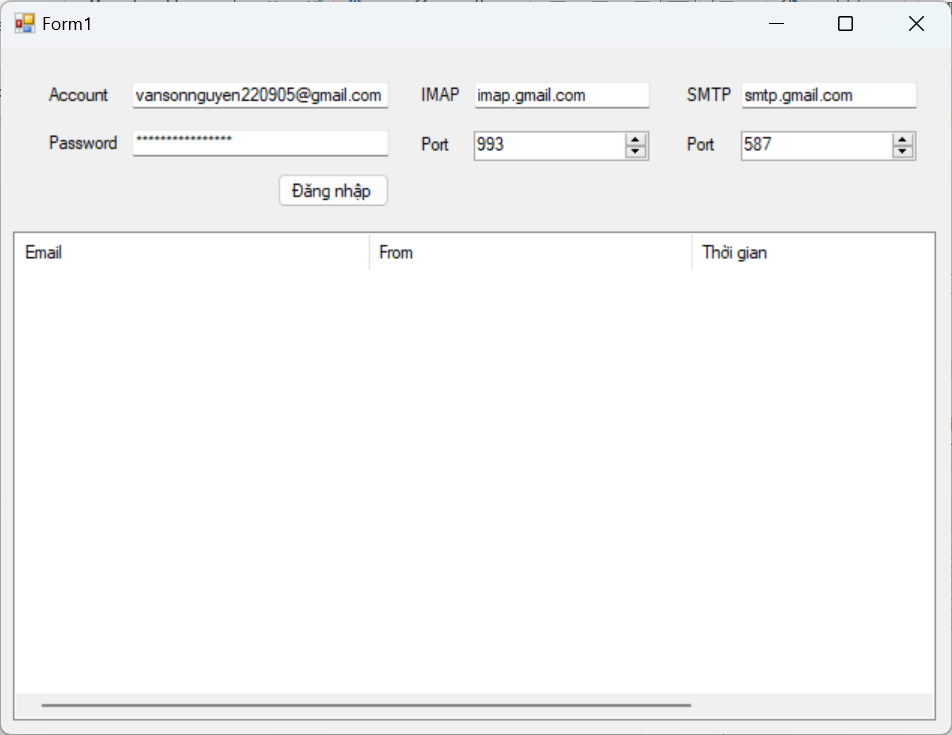 Form1
Account vansonnguyen220905@gmail.com IMAP imap.gmail.com SMTP smtp.gmail.com
Password **************** Port 993 Port 587
Đăng nhập
Email From Thời gian